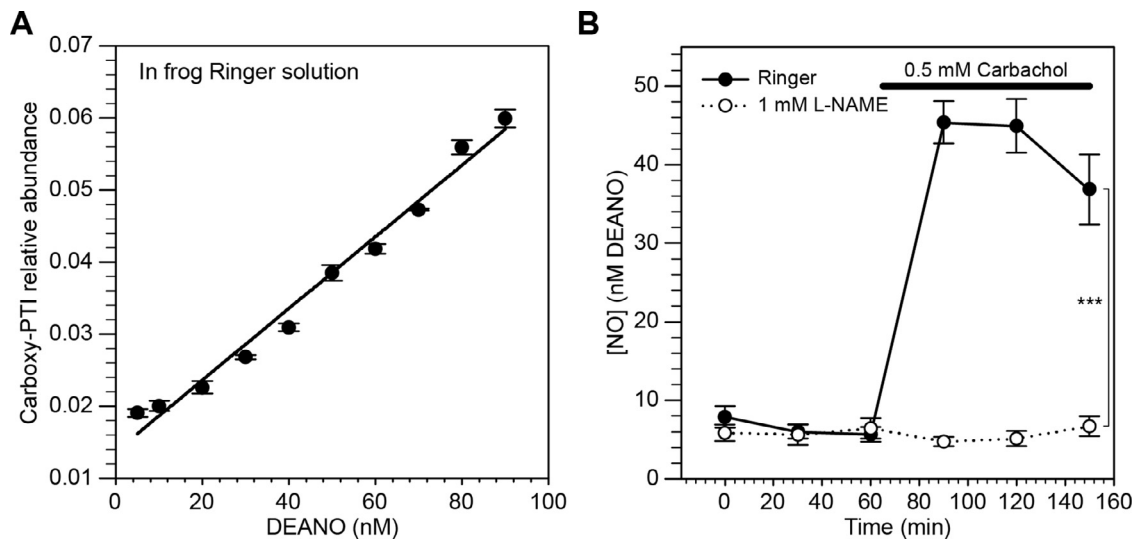 A
In frog Ringer solution
Carboxy-PTI relative abundance
0.07
0.06
0.05
0.04
0.03
0.02
0.01
0 20 40 60 80 100
DEANO (nM)
B
Ringer
1 mM L-NAME
0.5 mM Carbachol
[NO] (nM DEANO)
50
40
30
20
10
0
***
0 20 40 60 80 100 120 140 160
Time (min)